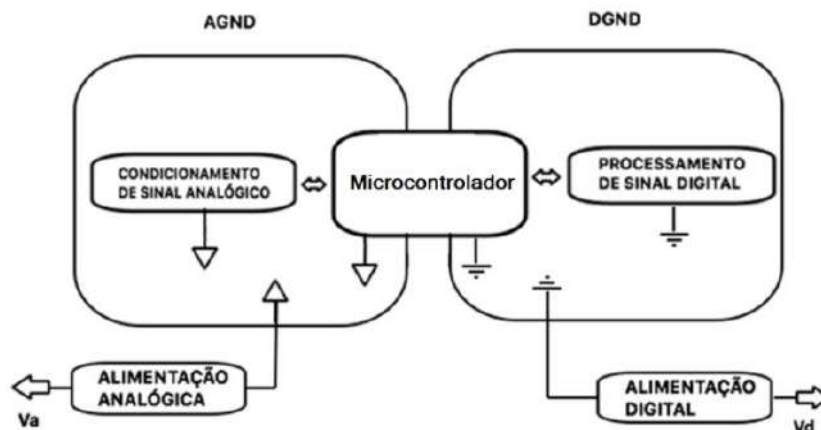 AGND
DGND
CONDICIONAMENTO
DE SINAL ANALÓGICO
Microcontrolador
PROCESSAMENTO
DE SINAL DIGITAL
ALIMENTAÇÃO
ANALÓGICA
Va
ALIMENTAÇÃO
DIGITAL
Vd